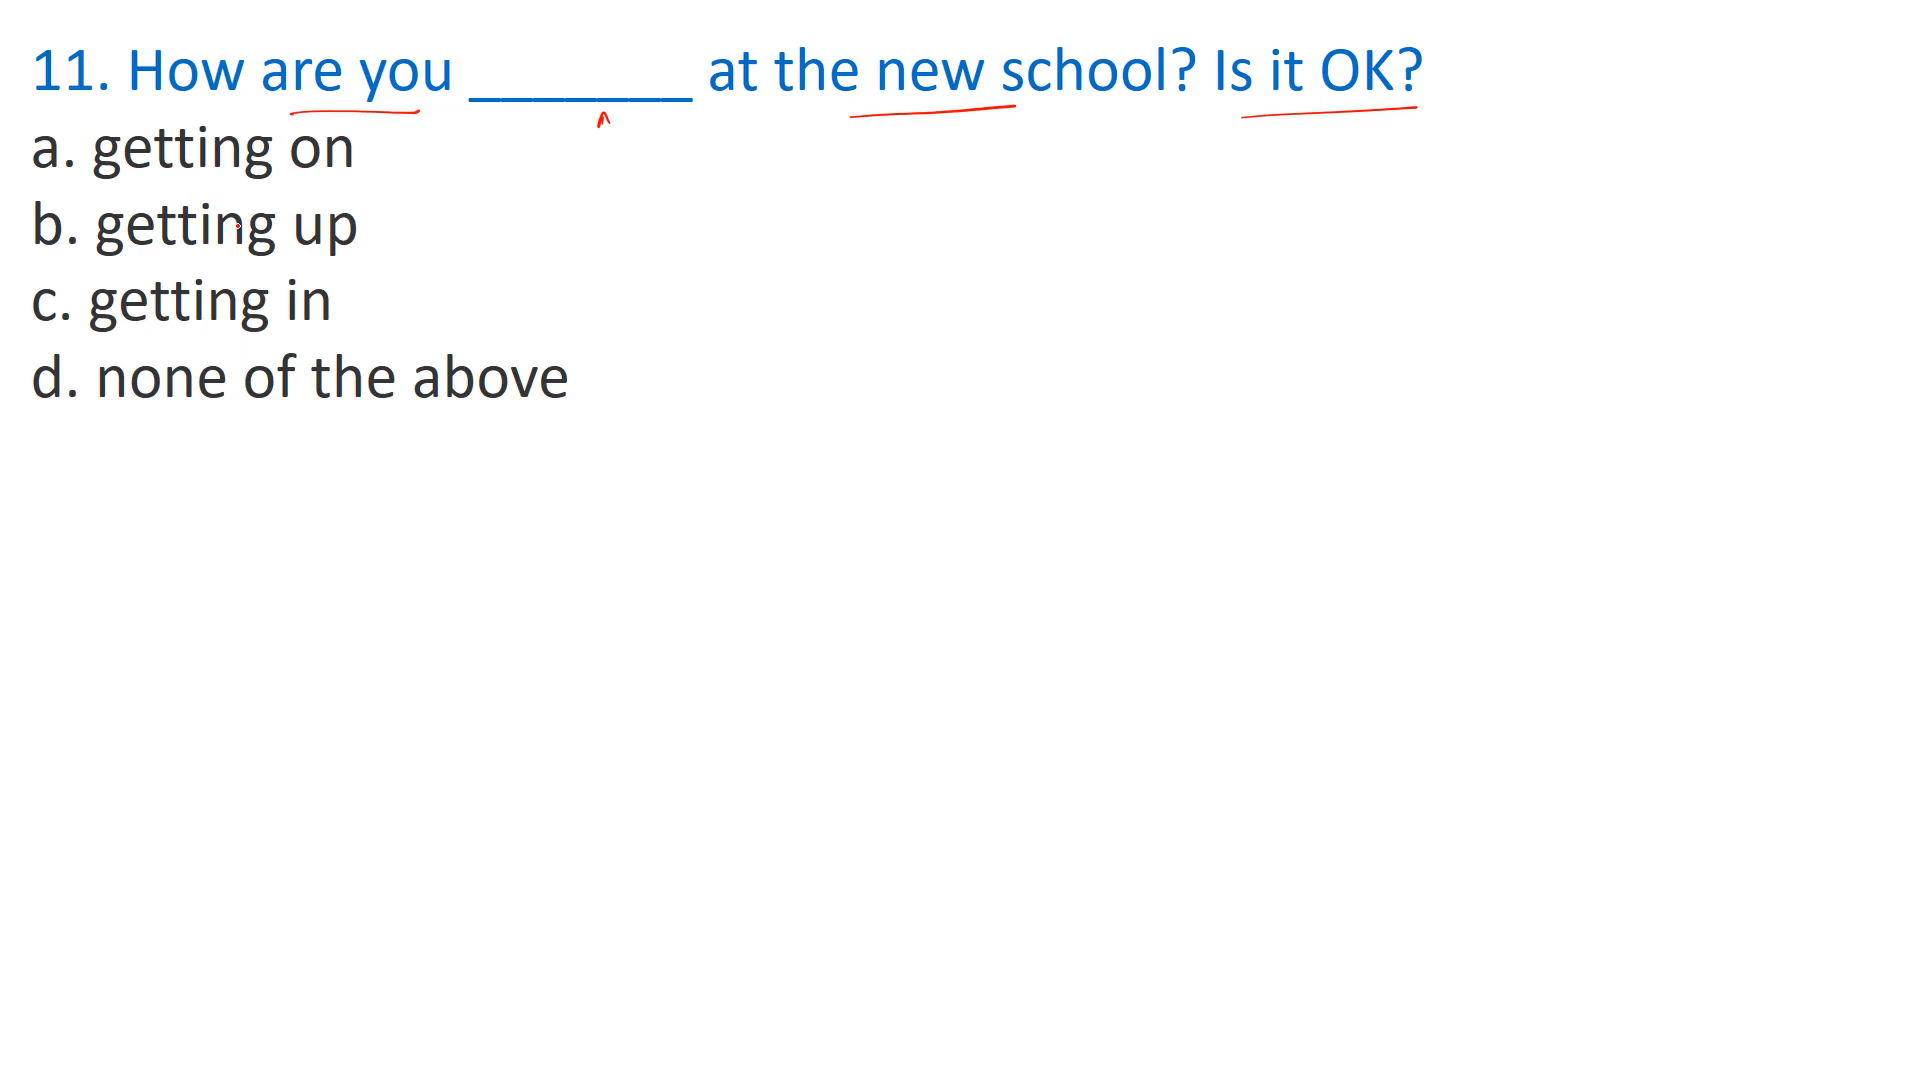 11. How are you _______ at the new school? Is it OK?
a. getting on
b. getting up
c. getting in
d. none of the above